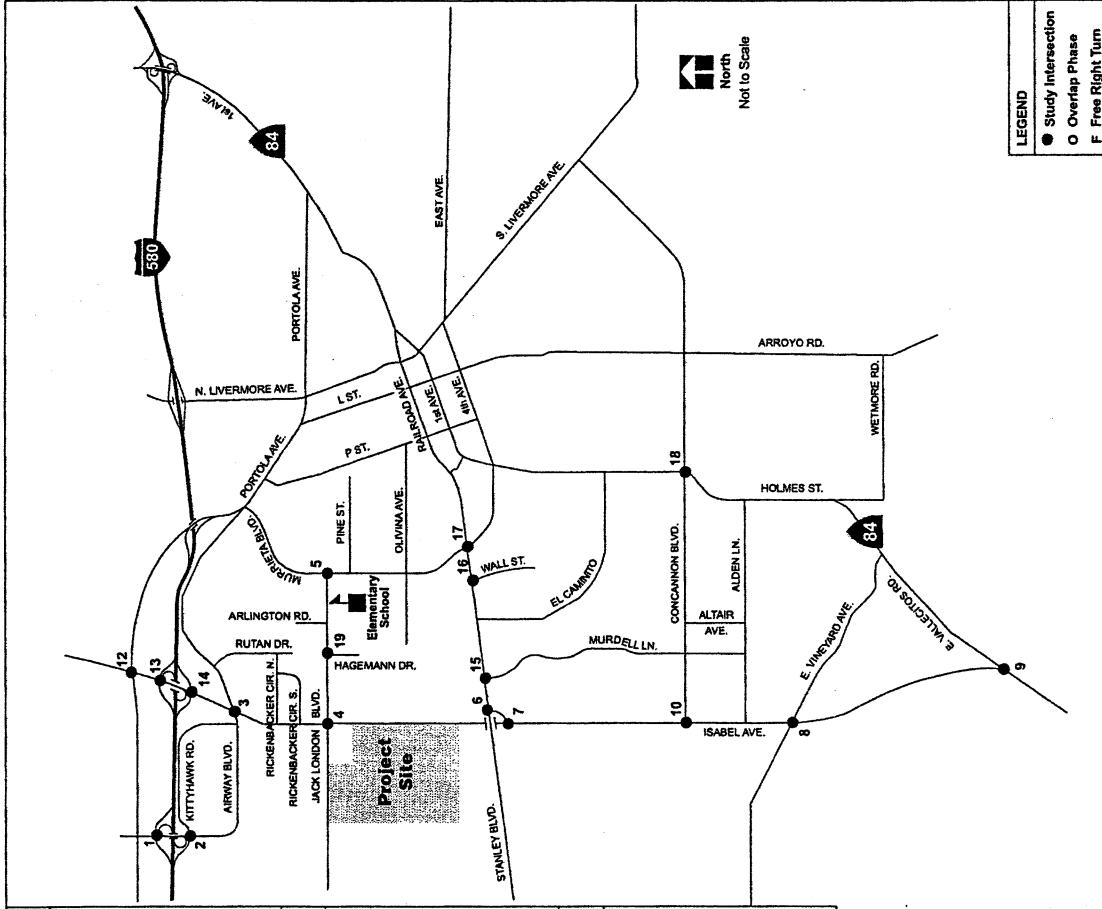 1st AVE.
84
580
North
Not to Scale
EAST AVE.
S. LIVERMORE AVE.
PORTOLA AVE.
N. LIVERMORE AVE.
L ST.
RAILROAD AVE.
1st AVE.
4th AVE.
ARROYO RD.
WETMORE RD.
PORTOLA AVE.
P ST.
MURRIETA BLVD.
PINE ST.
OLIVINA AVE.
18
HOLMES ST.
84
12
13
14
3
5
17
16
WALL ST.
EL CAMINITO
CONCANNON BLVD.
ALDEN LN.
ARLINGTON RD.
Elementary
School
RUTAN DR.
19
HAGEMANN DR.
15
MURDELL LN.
ALTAIR
AVE.
E. VINEYARD AVE.
E. VALLECITOS RD.
9
RICKENBACKER CIR. N.
RICKENBACKER CIR. S.
JACK LONDON BLVD.
4
6
7
10
ISABEL AVE.
8
KITTYHAWK RD.
AIRWAY BLVD.
1
2
Project
Site
STANLEY BLVD.
LEGEND
● Study Intersection
O Overlap Phase
F Free Right Turn